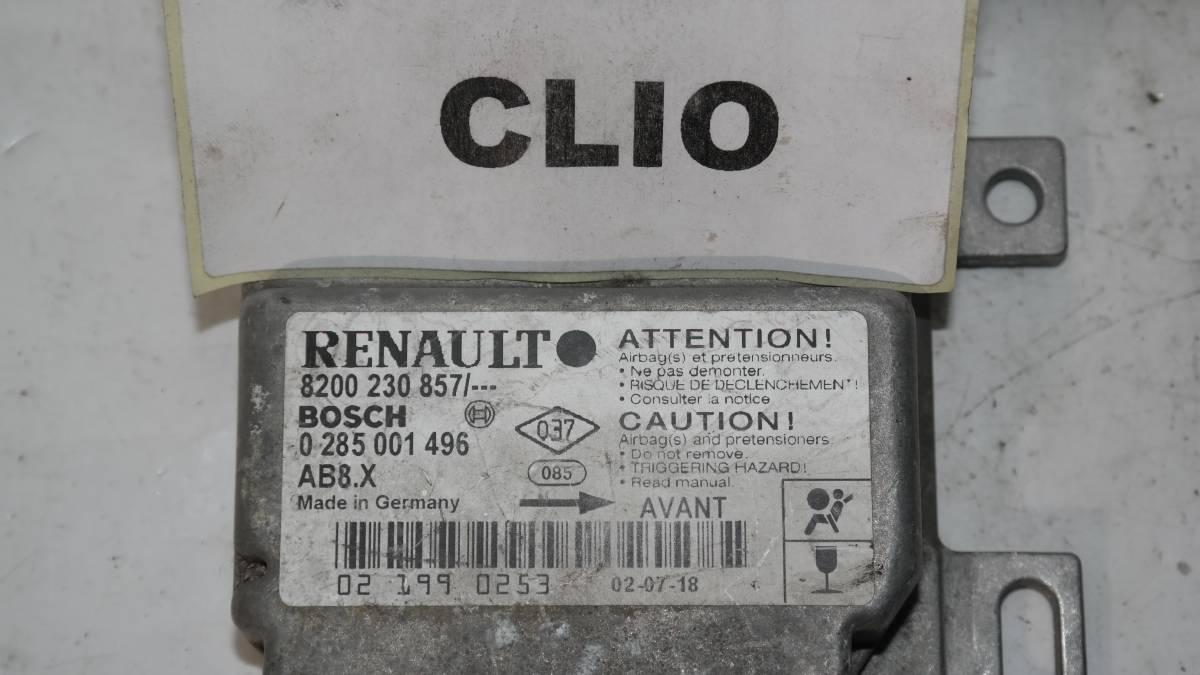 CLIO
RENAULT
8200 230 857/---
BOSCH
0 285 001 496
AB8.X
Made in Germany
037
085
ATTENTION!
Airbag(s) et pretensionneurs.
• Ne pas demonter.
• RISQUE DE DECLENCHEMENT!
• Consulter la notice
CAUTION!
Airbag(s) and pretensioners.
• Do not remove.
• TRIGGERING HAZARD!
• Read manual.
AVANT
02 199 0253
02-07-18